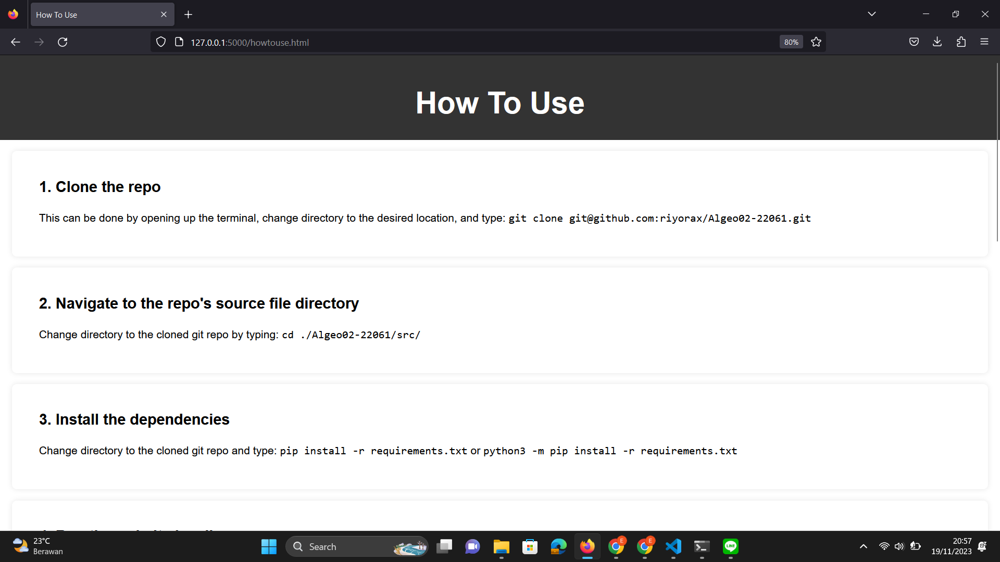 How To Use
127.0.0.1:5000/howtouse.html
80%
How To Use
1. Clone the repo
This can be done by opening up the terminal, change directory to the desired location, and type: git clone git@github.com:riyorax/Algeo02-22061.git
2. Navigate to the repo's source file directory
Change directory to the cloned git repo by typing: cd ./Algeo02-22061/src/
3. Install the dependencies
Change directory to the cloned git repo and type: pip install -r requirements.txt or python3 -m pip install -r requirements.txt
23°C
Berawan
Search
E
E
LINE
20:57
19/11/2023